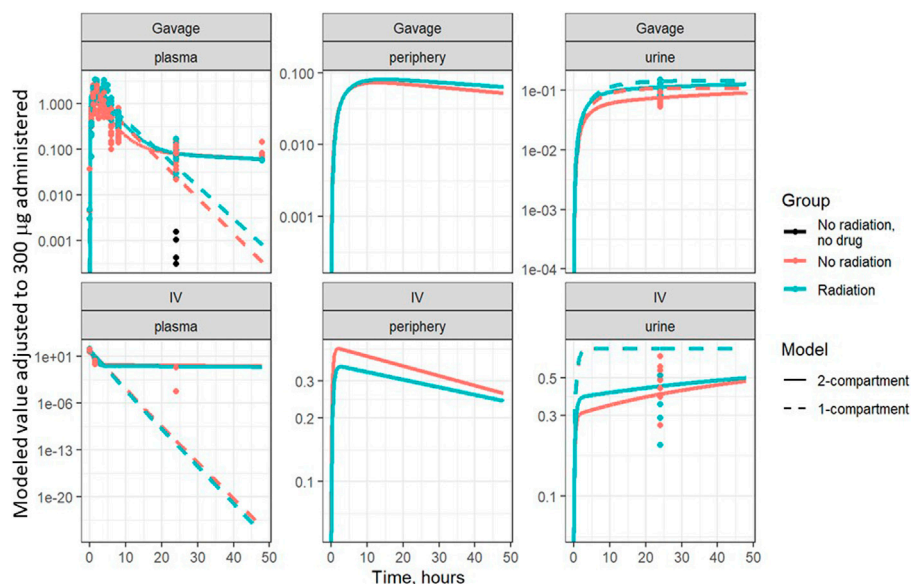 Gavage
Gavage
Gavage
plasma
periphery
urine
1.000
0.100
0.010
0.001
0.100
0.010
0.001
1e-01
1e-02
1e-03
1e-04
IV
IV
IV
plasma
periphery
urine
1e+01
1e-06
1e-13
1e-20
0.3
0.2
0.1
0.5
0.3
0.1
0 10 20 30 40 50
0 10 20 30 40 50
0 10 20 30 40 50
Time, hours
Modeled value adjusted to 300 µg administered
Group
No radiation,
no drug
No radiation
Radiation
Model
2-compartment
1-compartment